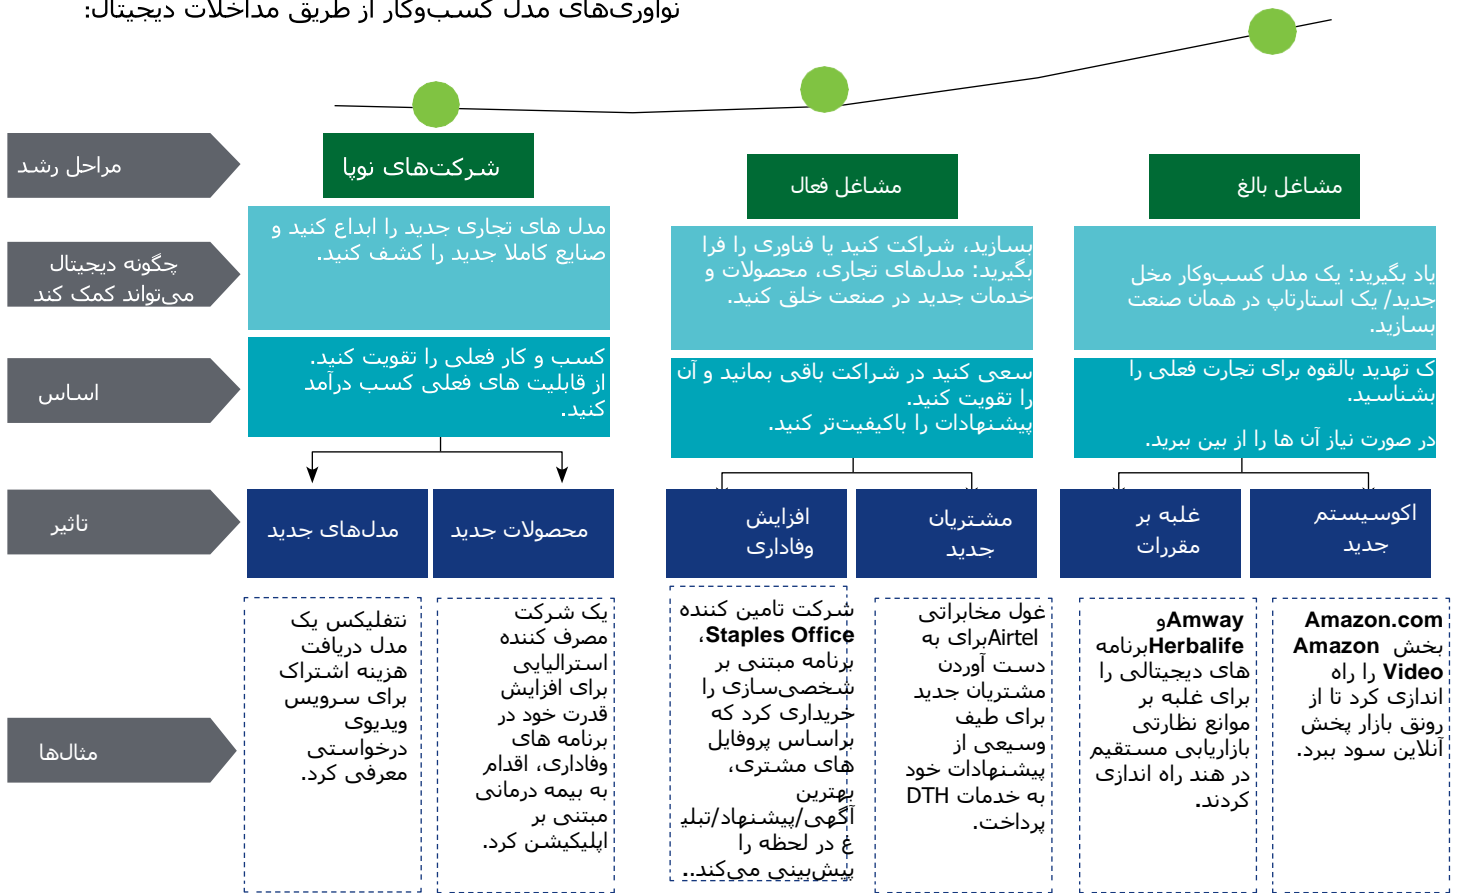 نوآوری‌های مدل کسب‌وکار از طریق مداخلات دیجیتال:
مراحل رشد
شرکت‌های نوپا
مشاغل فعال
مشاغل بالغ
چگونه دیجیتال
می‌تواند کمک کند
مدل های تجاری جدید را ابداع کنید و
صنایع کاملا جدید را کشف کنید.
بسازید، شراکت کنید یا فناوری را فرا
بگیرید: مدل‌های تجاری، محصولات و
خدمات جدید در صنعت خلق کنید.
یاد بگیرید: یک مدل کسب‌وکار مخل
جدید/ یک استارتاپ در همان صنعت
بسازید.
اساس
کسب و کار فعلی را تقویت کنید.
از قابلیت های فعلی کسب درآمد
کنید.
سعی کنید در شراکت باقی بمانید و آن
را تقویت کنید.
پیشنهادات را باکیفیت‌تر کنید.
ک تهدید بالقوه برای تجارت فعلی را
بشناسید.
در صورت نیاز آن ها را از بین ببرید.
تاثیر
مدل‌های جدید
محصولات جدید
افزایش
وفاداری
مشتریان
جدید
غلبه بر
مقررات
اکوسیستم
جدید
مثال‌ها
نتفلیکس یک
مدل دریافت
هزینه اشتراک
برای سرویس
ویدیوی
درخواستی
معرفی کرد.
یک شرکت
مصرف کننده
استرالیایی
برای افزایش
قدرت خود در
برنامه های
وفاداری، اقدام
به بیمه درمانی
مبتنی بر
اپلیکیشن کرد.
شرکت تامین کننده
Staples Office،
برنامه مبتنی بر
شخصی‌سازی را
خریداری کرد که
براساس پروفایل
های مشتری،
بهترین
آگهی/پیشنهاد/تبلی
غ در لحظه را
پیش‌بینی می‌کند..
غول مخابراتی
Airtelبرای به
دست آوردن
مشتریان جدید
برای طیف
وسیعی از
پیشنهادات خود
به خدمات DTH
پرداخت.
Amwayو
Herbalifeبرنامه
های دیجیتالی را
برای غلبه بر
موانع نظارتی
بازاریابی مستقیم
در هند راه اندازی
کردند.
Amazon.com
بخش Amazon
Video را راه
اندازی کرد تا از
رونق بازار پخش
آنلاین سود ببرد.